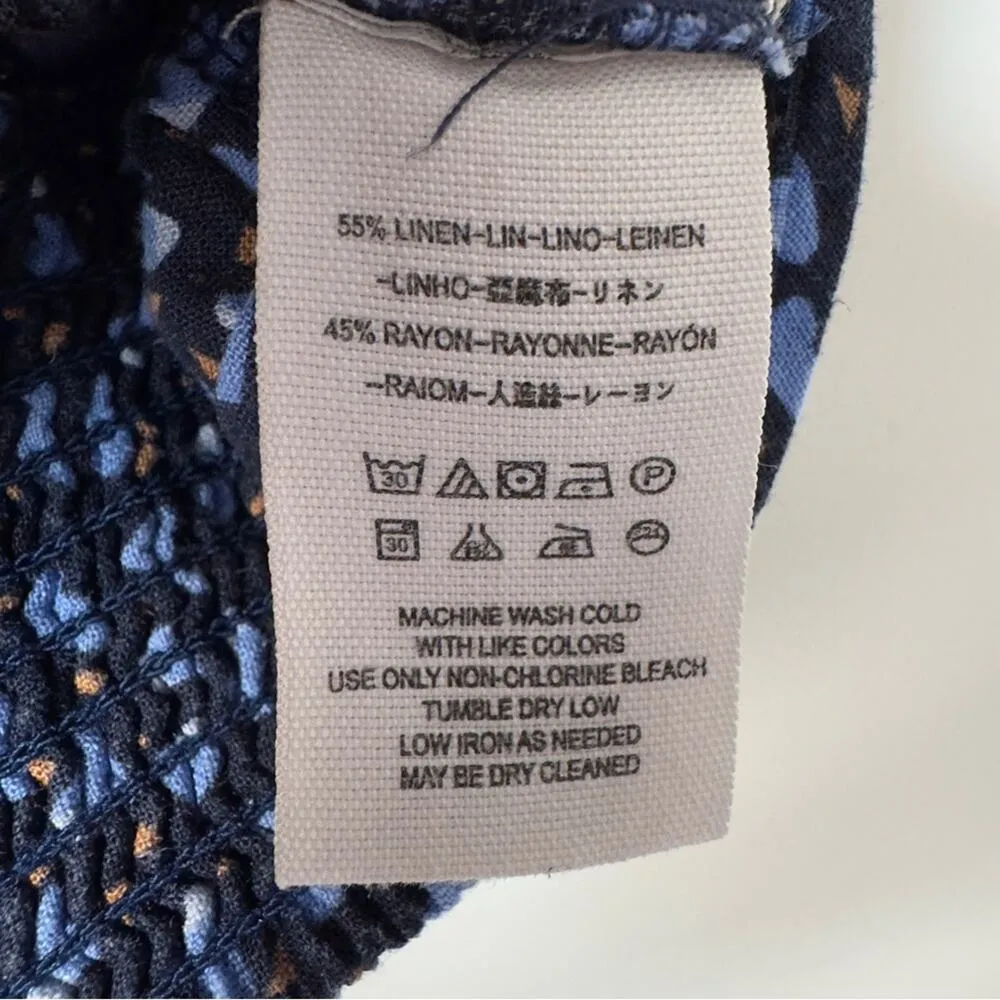 55% LINEN-LIN-LINO-LEINEN
-LINHO-亞麻布-リネン
45% RAYON-RAYONNE-RAYÓN
-RAIOM-人造絲-レーヨン
30 P
30
MACHINE WASH COLD
WITH LIKE COLORS
USE ONLY NON-CHLORINE BLEACH
TUMBLE DRY LOW
LOW IRON AS NEEDED
MAY BE DRY CLEANED